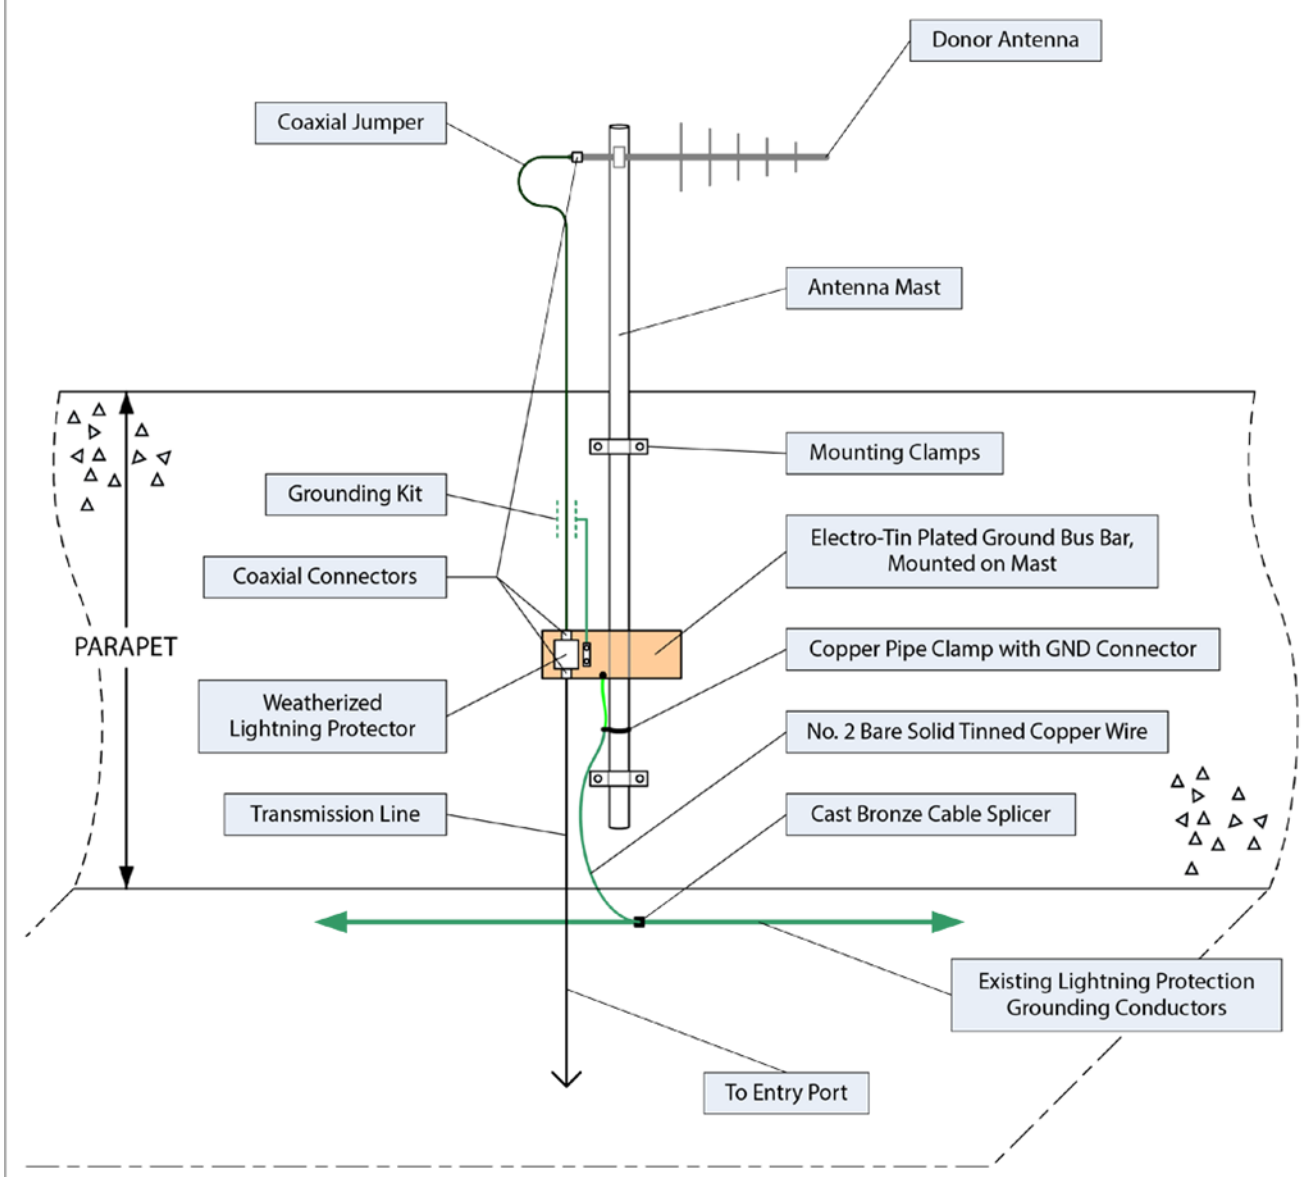 Donor Antenna
Coaxial Jumper
Antenna Mast
Mounting Clamps
Grounding Kit
Electro-Tin Plated Ground Bus Bar,
Mounted on Mast
Coaxial Connectors
PARAPET
Copper Pipe Clamp with GND Connector
Weatherized
Lightning Protector
No. 2 Bare Solid Tinned Copper Wire
Transmission Line
Cast Bronze Cable Splicer
Existing Lightning Protection
Grounding Conductors
To Entry Port